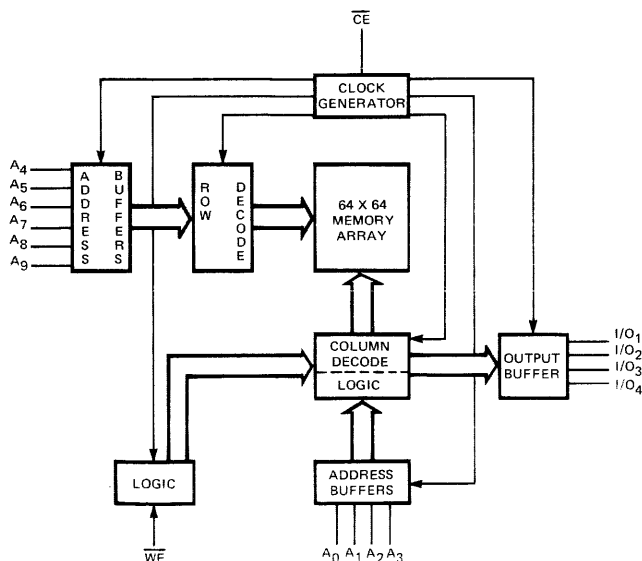 CE
CLOCK
GENERATOR
A4
A5
A6
A7
A8
A9
ADDRESS
BUFFERS
ROW
DECODE
64 X 64
MEMORY
ARRAY
COLUMN
DECODE
LOGIC
OUTPUT
BUFFER
I/O1
I/O2
I/O3
I/O4
LOGIC
ADDRESS
BUFFERS
WE
A0 A1 A2 A3